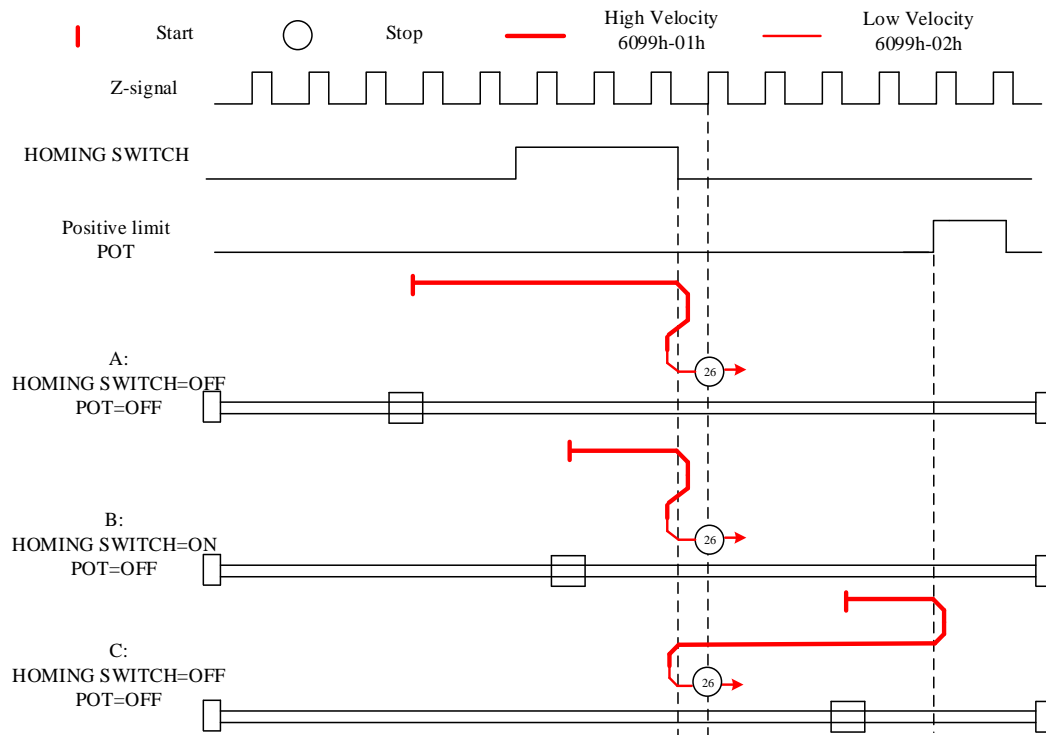 Start
Stop
High Velocity
6099h-01h
Low Velocity
6099h-02h
Z-signal
HOMING SWITCH
Positive limit
POT
A:
HOMING SWITCH=OFF
POT=OFF
26
B:
HOMING SWITCH=ON
POT=OFF
26
C:
HOMING SWITCH=OFF
POT=OFF
26